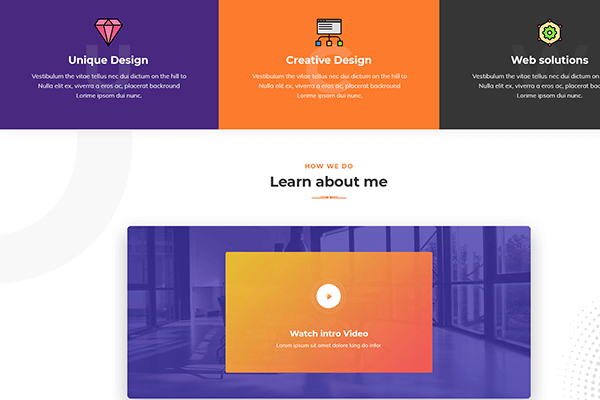 Unique Design
Vestibulum the vitae tellus nec dui dictum on the hill to
Nulla elit ex, viverra a eros ac, placerat backround
Lorime ipsom dui nunc.
Creative Design
Vestibulum the vitae tellus nec dui dictum on the hill to
Nulla elit ex, viverra a eros ac, placerat backround
Lorime ipsom dui nunc.
Web solutions
Vestibulum the vitae tellus nec dui dictum on the
Nulla elit ex, viverra a eros ac, placerat
Lorime ipsom dui nunc.
HOW WE DO
Learn about me
Watch intro Video
Lorem ipsum sit amet dolore king do infor